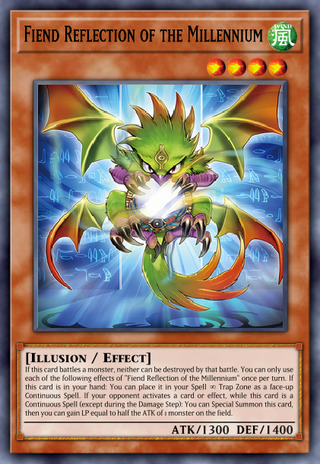 Fiend Reflection of the Millennium
WIND
風
[Illusion / Effect]
If this card battles a monster, neither can be destroyed by that battle. You can only use
each of the following effects of "Fiend Reflection of the Millennium" once per turn. If
this card is in your hand: You can place it in your Spell & Trap Zone as a face-up
Continuous Spell. If your opponent activates a card or effect, while this card is a
Continuous Spell (except during the Damage Step): You can Special Summon this card,
then you can gain LP equal to half the ATK of 1 monster on the field.
ATK/1300 DEF/1400